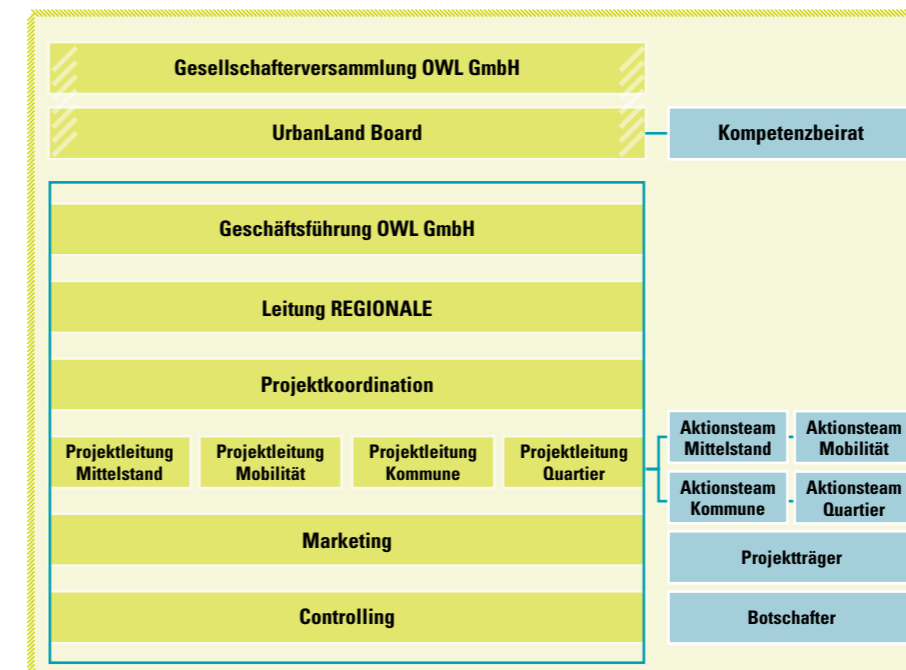 Gesellschafterversammlung OWL GmbH
UrbanLand Board
Kompetenzbeirat
Geschäftsführung OWL GmbH
Leitung REGIONALE
Projektkoordination
Projektleitung
Mittelstand
Projektleitung
Mobilität
Projektleitung
Kommune
Projektleitung
Quartier
Aktionsteam
Mittelstand
Aktionsteam
Mobilität
Aktionsteam
Kommune
Aktionsteam
Quartier
Marketing
Projektträger
Controlling
Botschafter